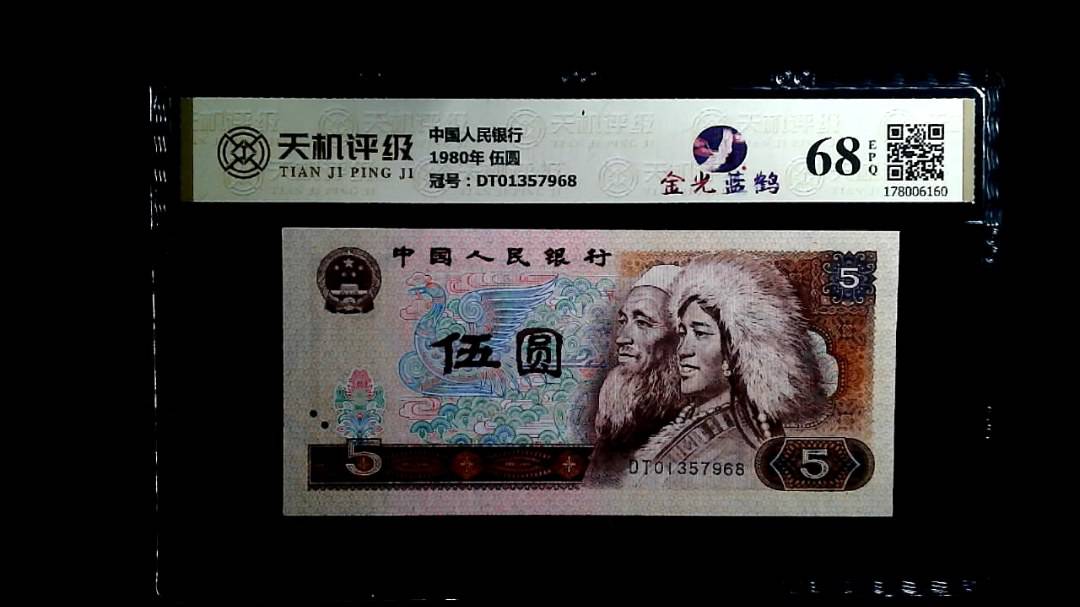 天机评级
TIAN JI PING JI
中国人民银行
1980年 伍圆
冠号：DT01357968
金光蓝鹤
68
EPQ
178006160
中国人民银行
5
伍圆
5
DT01357968
5